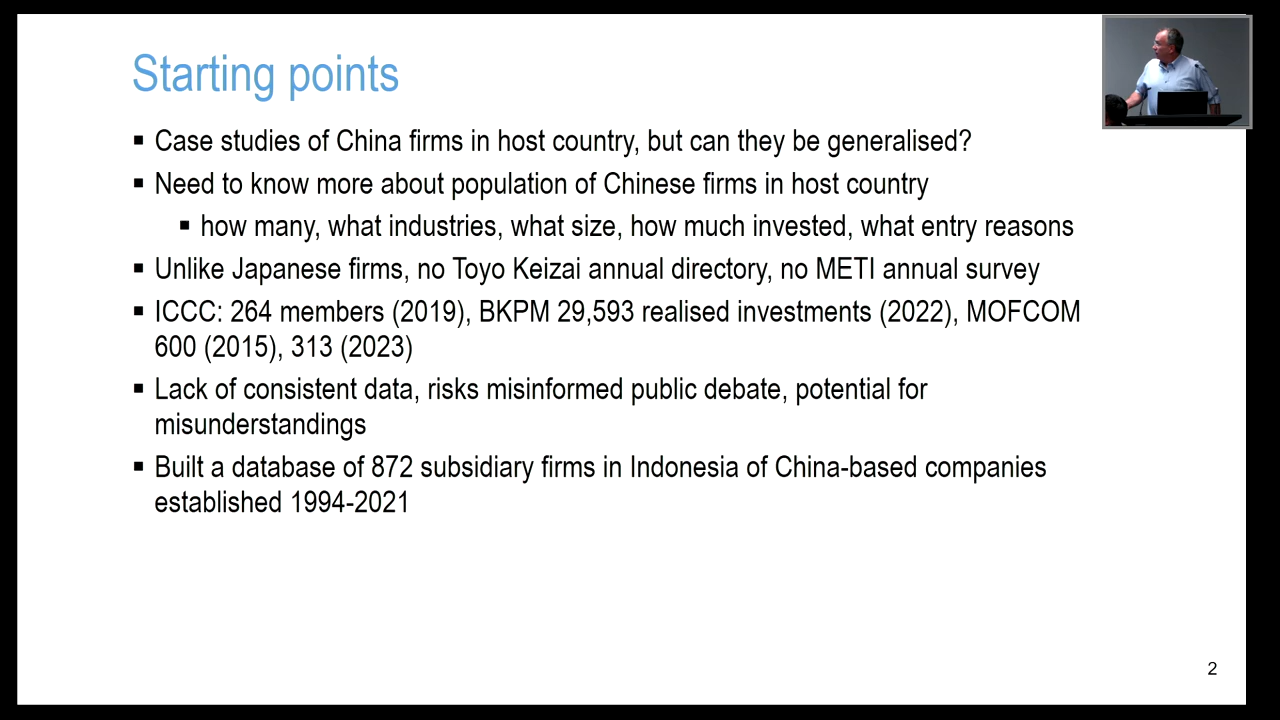 Starting points
▪ Case studies of China firms in host country, but can they be generalised?
▪ Need to know more about population of Chinese firms in host country
▪ how many, what industries, what size, how much invested, what entry reasons
▪ Unlike Japanese firms, no Toyo Keizai annual directory, no METI annual survey
▪ ICCC: 264 members (2019), BKPM 29,593 realised investments (2022), MOFCOM
600 (2015), 313 (2023)
▪ Lack of consistent data, risks misinformed public debate, potential for
misunderstandings
▪ Built a database of 872 subsidiary firms in Indonesia of China-based companies
established 1994-2021
2